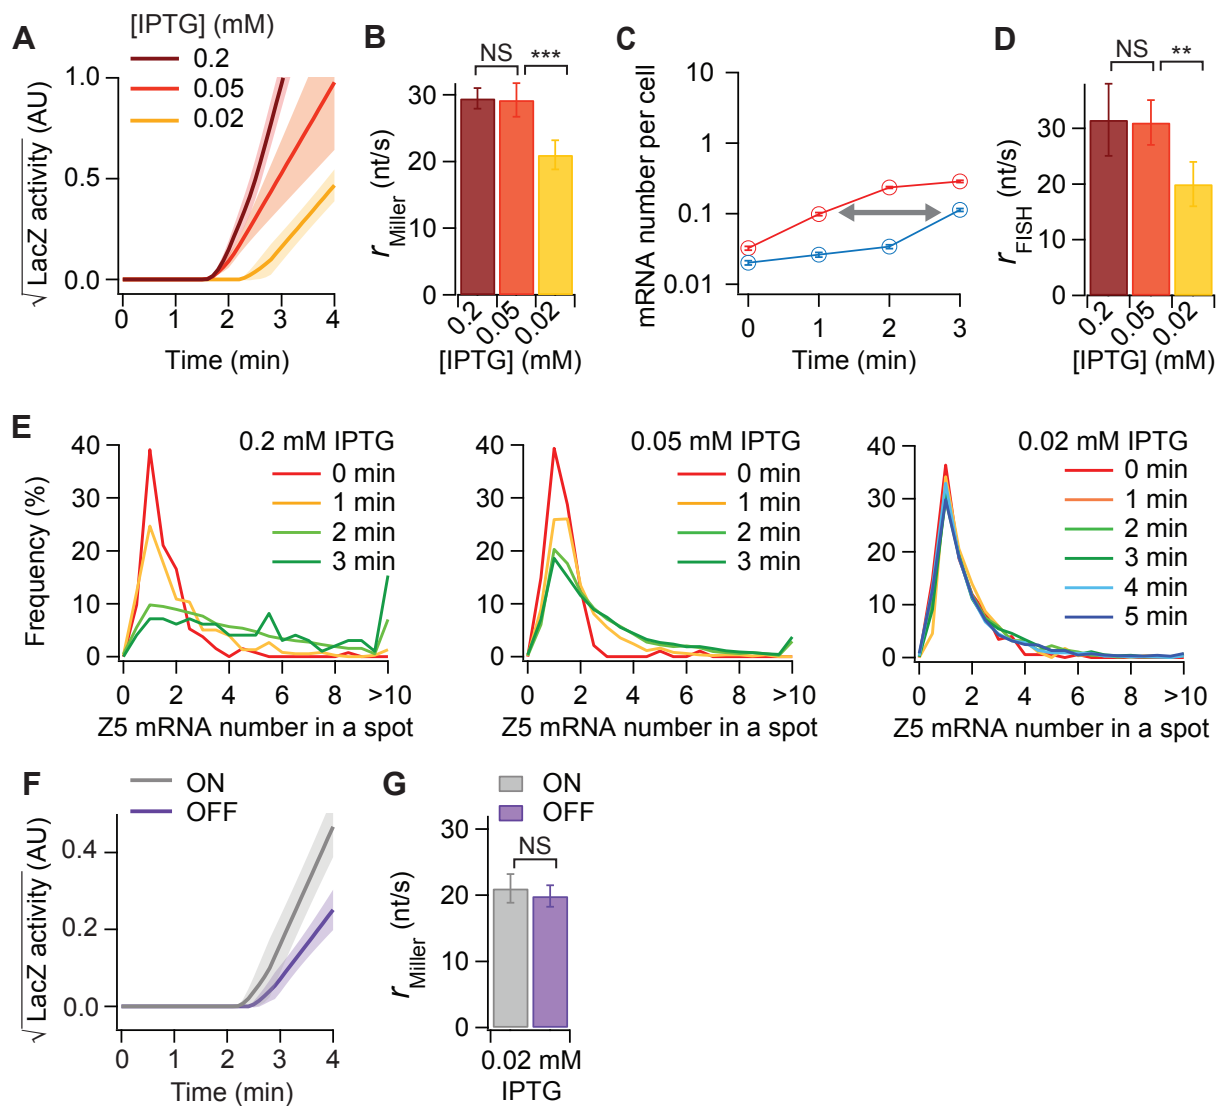 A
[IPTG] (mM)
0.2
0.05
0.02
√LacZ activity (AU)
1.0
0.5
0.0
0 1 2 3 4
Time (min)
B
NS ***
r Miller (nt/s)
30
20
10
0
0.2 0.05 0.02
[IPTG] (mM)
C
mRNA number per cell
10
1
0.1
0.01
0 1 2 3
Time (min)
D
NS **
r FISH (nt/s)
30
20
10
0
0.2 0.05 0.02
[IPTG] (mM)
E
Frequency (%)
0.2 mM IPTG
0 min
1 min
2 min
3 min
40
30
20
10
0
0 2 4 6 8 >10
Z5 mRNA number in a spot
0.05 mM IPTG
0 min
1 min
2 min
3 min
40
30
20
10
0
0 2 4 6 8 >10
Z5 mRNA number in a spot
0.02 mM IPTG
0 min
1 min
2 min
3 min
4 min
5 min
40
30
20
10
0
0 2 4 6 8 >10
Z5 mRNA number in a spot
F
ON
OFF
√LacZ activity (AU)
0.4
0.2
0.0
0 1 2 3 4
Time (min)
G
ON
OFF
NS
r Miller (nt/s)
30
20
10
0
0.02 mM
IPTG